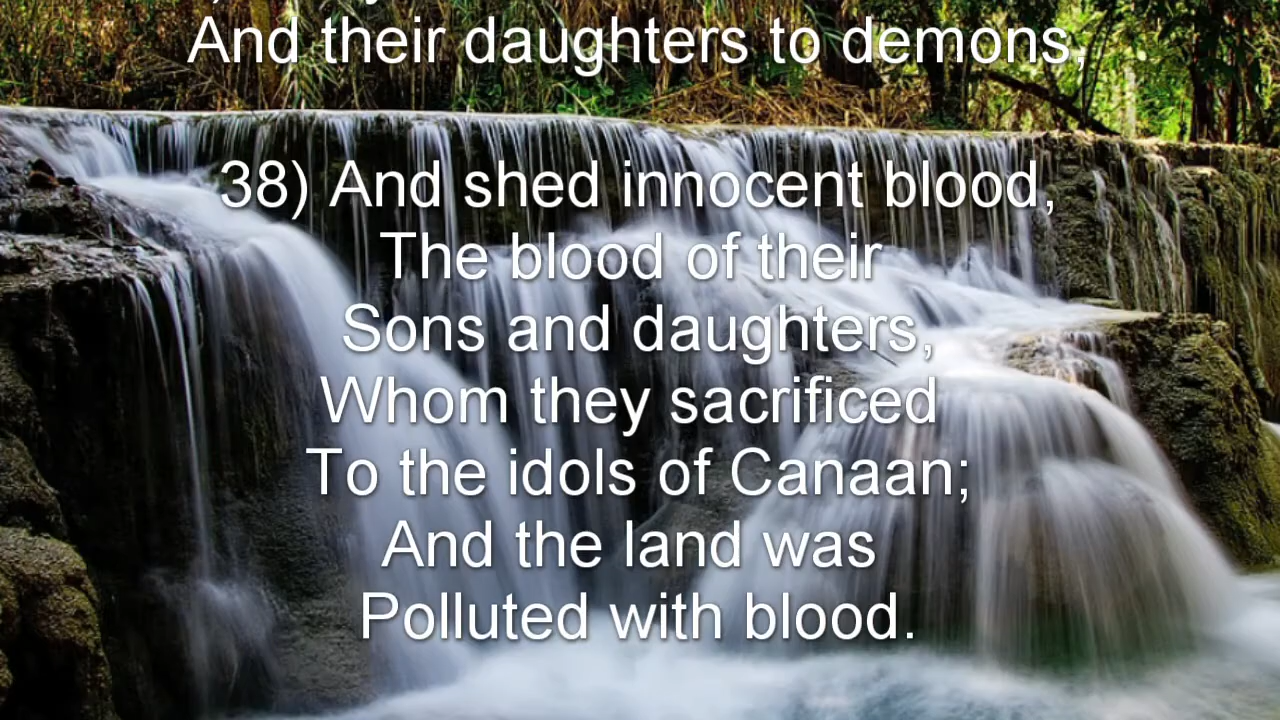 And their daughters to demons,
38) And shed innocent blood,
The blood of their
Sons and daughters,
Whom they sacrificed
To the idols of Canaan;
And the land was
Polluted with blood.